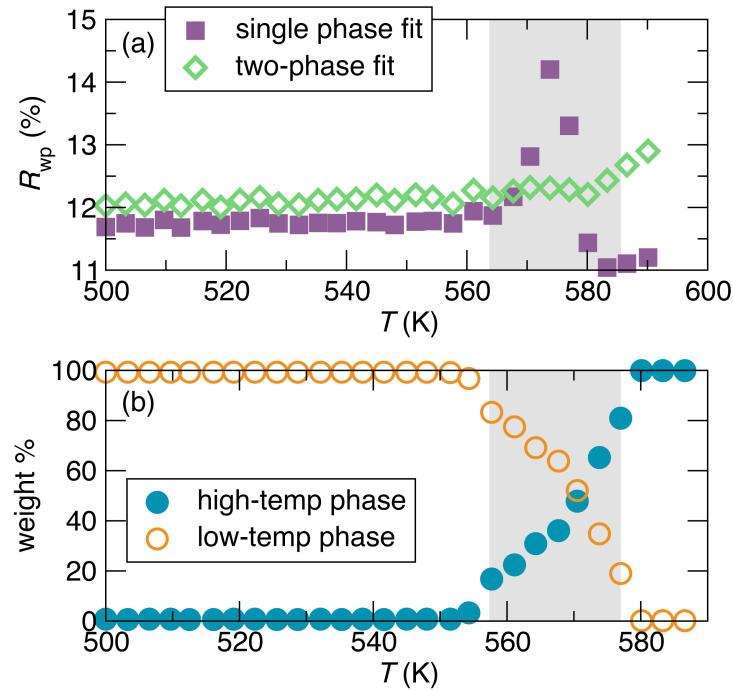 15
14
13
12
11
R_wp (%)
(a)
single phase fit
two-phase fit
500 520 540 560 580 600
T (K)
100
80
60
40
20
0
weight %
(b)
high-temp phase
low-temp phase
500 520 540 560 580
T (K)